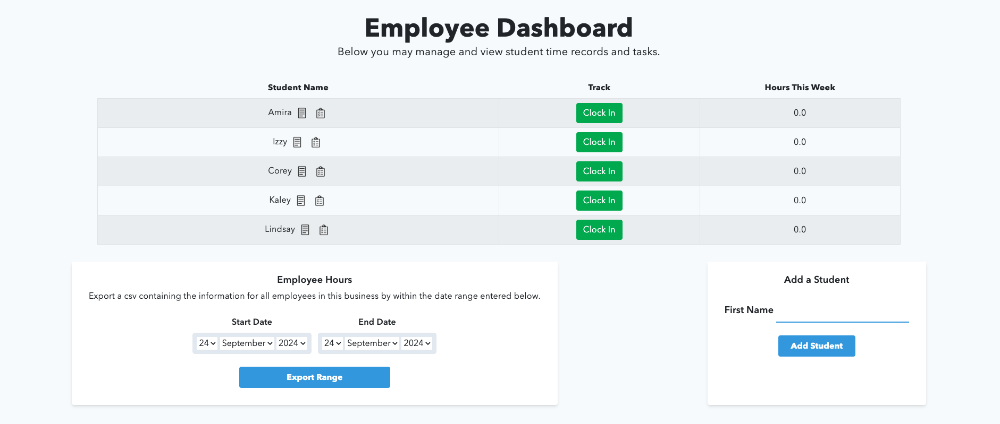 Employee Dashboard
Below you may manage and view student time records and tasks.
Student Name Track Hours This Week
Amira Clock In 0.0
Izzy Clock In 0.0
Corey Clock In 0.0
Kaley Clock In 0.0
Lindsay Clock In 0.0
Employee Hours
Export a csv containing the information for all employees in this business by within the date range entered below.
Start Date End Date
24 September 2024 24 September 2024
Export Range
Add a Student
First Name
Add Student